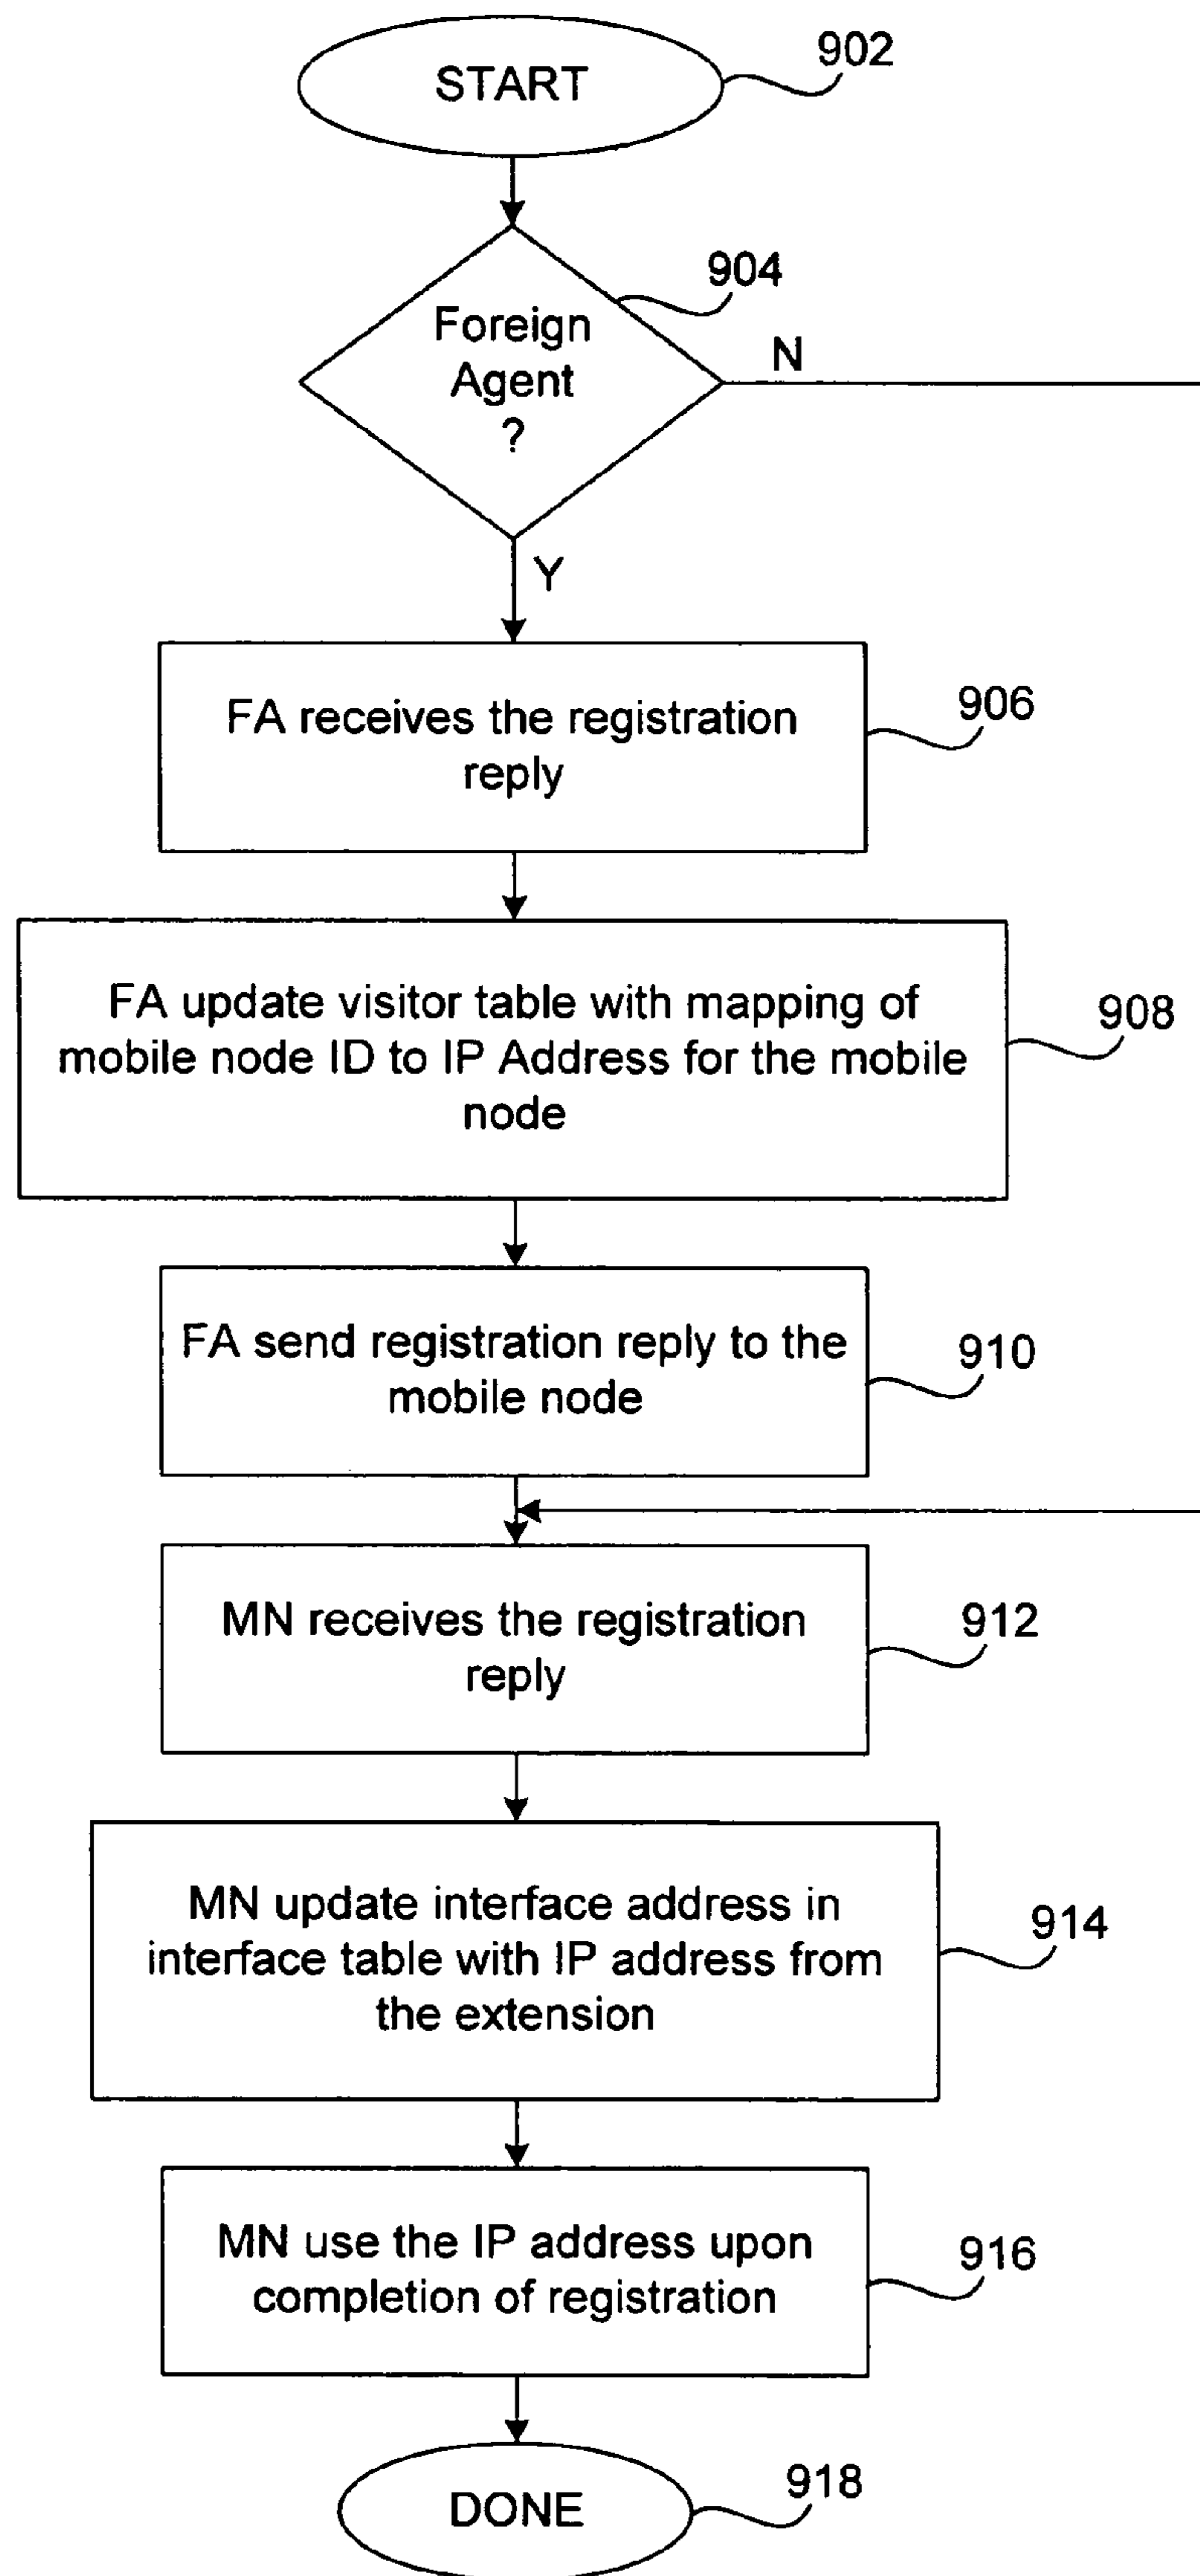 START
902
904
Foreign
Agent
?
N
Y
FA receives the registration
reply
906
FA update visitor table with mapping of
mobile node ID to IP Address for the mobile
node
908
FA send registration reply to the
mobile node
910
MN receives the registration
reply
912
MN update interface address in
interface table with IP address from
the extension
914
MN use the IP address upon
completion of registration
916
DONE
918